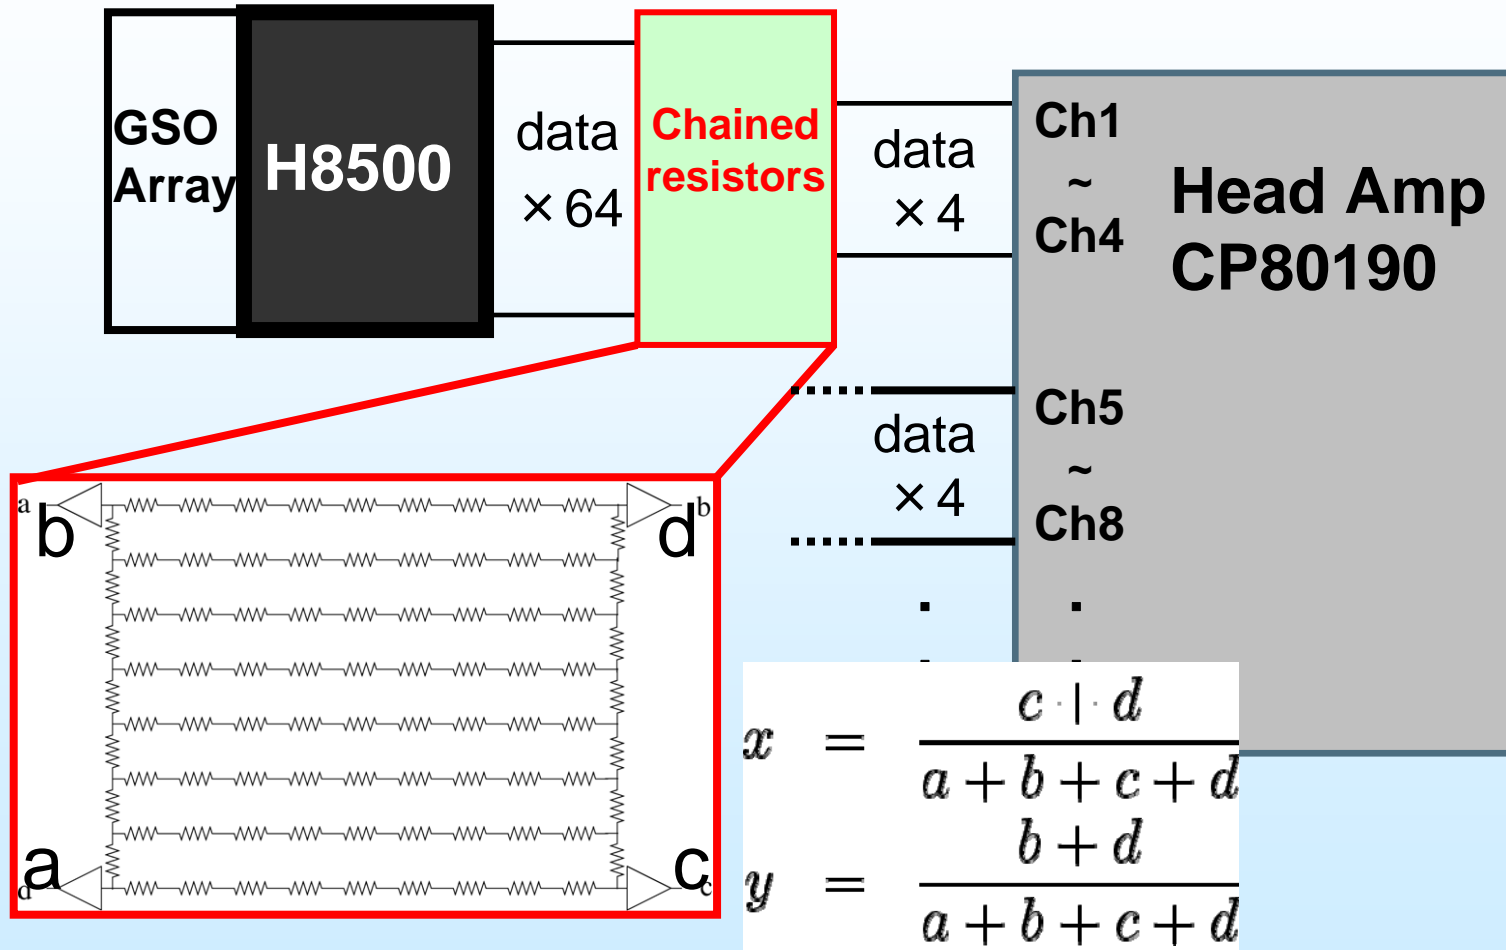 GSO
Array
H8500
data
×64
Chained
resistors
data
×4
Ch1
~
Ch4
Head Amp
CP80190
data
×4
Ch5
~
Ch8
. .
. .
a b d b
d a c c
x = c | d
a + b + c + d
y = b + d
a + b + c + d